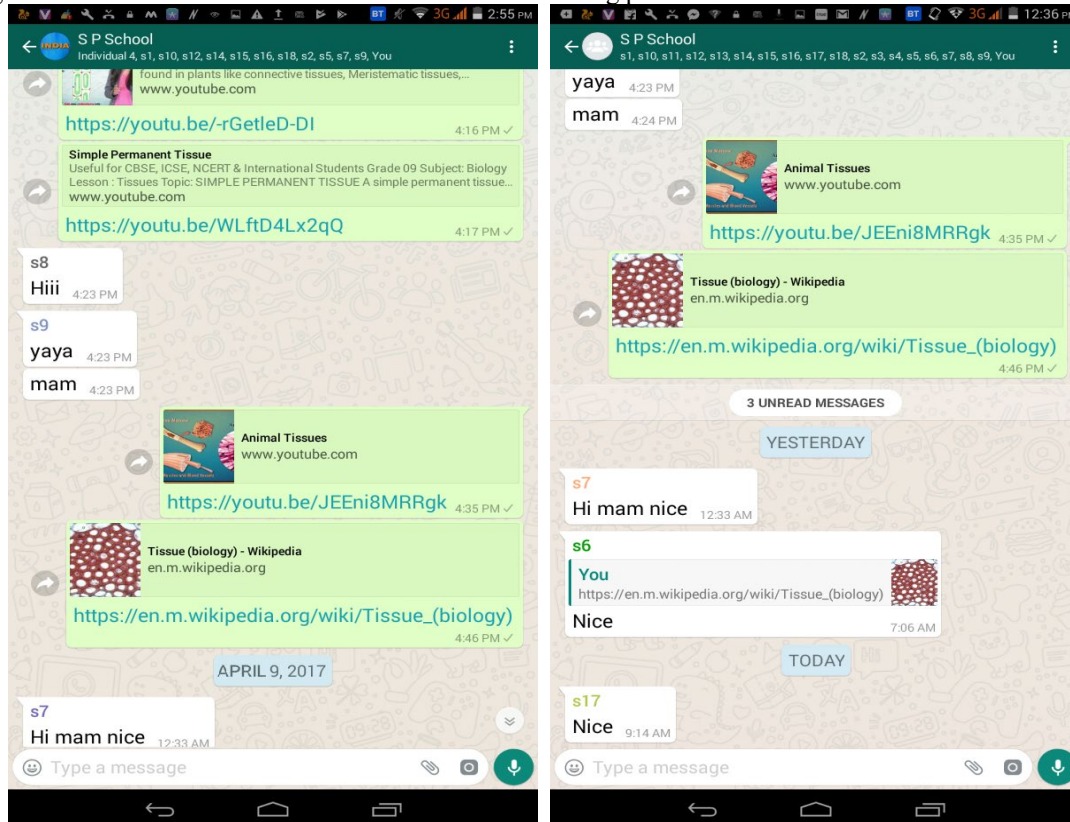 BT
3G
2:55 PM
S P School
Individual 4, s1, s10, s12, s14, s15, s16, s18, s2, s5, s7, s9, You
found in plants like connective tissues, Meristematic tissues,...
www.youtube.com
https://youtu.be/-rGetleD-DI
4:16 PM
Simple Permanent Tissue
Useful for CBSE, ICSE, NCERT & International Students Grade 09 Subject: Biology
Lesson : Tissues Topic: SIMPLE PERMANENT TISSUE A simple permanent tissue...
www.youtube.com
https://youtu.be/WLftD4Lx2qQ
4:17 PM
s8
Hiii 4:23 PM
s9
yaya 4:23 PM
mam 4:23 PM
Animal Tissues
www.youtube.com
https://youtu.be/JEEni8MRRgk 4:35 PM
Tissue (biology) - Wikipedia
en.m.wikipedia.org
https://en.m.wikipedia.org/wiki/Tissue_(biology)
4:46 PM
APRIL 9, 2017
s7
Hi mam nice 12:33 AM
Type a message
BT
3G
12:36 P
S P School
s1, s10, s11, s12, s13, s14, s15, s16, s17, s18, s2, s3, s4, s5, s6, s7, s8, s9, You
yaya 4:23 PM
mam 4:24 PM
Animal Tissues
www.youtube.com
https://youtu.be/JEEni8MRRgk 4:35 PM
Tissue (biology) - Wikipedia
en.m.wikipedia.org
https://en.m.wikipedia.org/wiki/Tissue_(biology)
4:46 PM
3 UNREAD MESSAGES
YESTERDAY
s7
Hi mam nice 12:33 AM
s6
You
https://en.m.wikipedia.org/wiki/Tissue_(biology)
Nice 7:06 AM
TODAY
s17
Nice 9:14 AM
Type a message